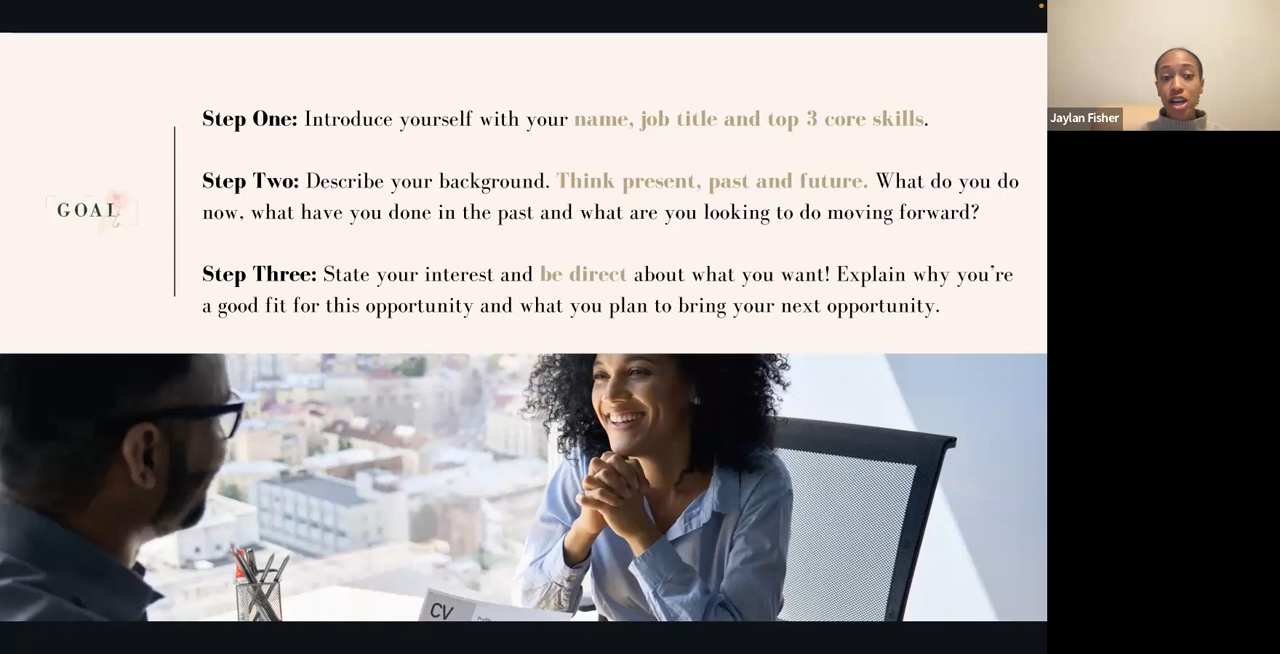 Step One: Introduce yourself with your name, job title and top 3 core skills.
GOAL
Step Two: Describe your background. Think present, past and future. What do you do
now, what have you done in the past and what are you looking to do moving forward?
Step Three: State your interest and be direct about what you want! Explain why you're
a good fit for this opportunity and what you plan to bring your next opportunity.
CV
Jaylan Fisher